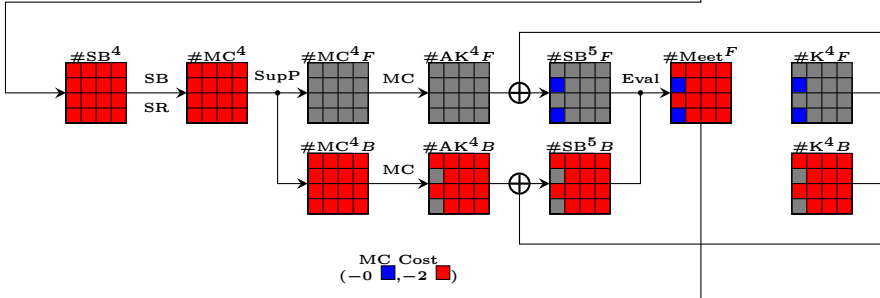 #SB⁴ #MC⁴ #MC⁴F #AK⁴F #SB⁵F #Meet^F #K⁴F
SB SupP MC Eval
SR
#MC⁴B #AK⁴B #SB⁵B #K⁴B
MC
MC Cost
(−0 ,−2 )